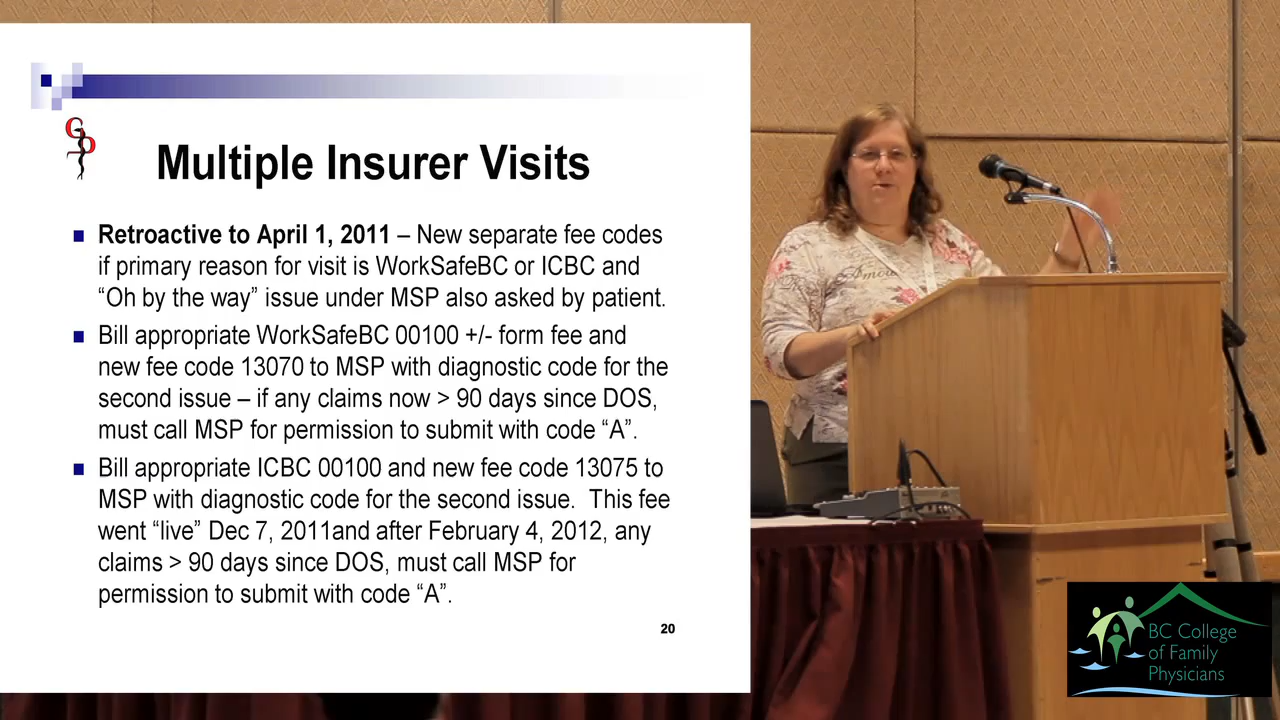 Multiple Insurer Visits
Retroactive to April 1, 2011 – New separate fee codes
if primary reason for visit is WorkSafeBC or ICBC and
“Oh by the way” issue under MSP also asked by patient.
Bill appropriate WorkSafeBC 00100 +/- form fee and
new fee code 13070 to MSP with diagnostic code for the
second issue – if any claims now > 90 days since DOS,
must call MSP for permission to submit with code “A”.
Bill appropriate ICBC 00100 and new fee code 13075 to
MSP with diagnostic code for the second issue. This fee
went “live” Dec 7, 2011and after February 4, 2012, any
claims > 90 days since DOS, must call MSP for
permission to submit with code “A”.
20
GP
Amour
BC College
of Family
Physicians